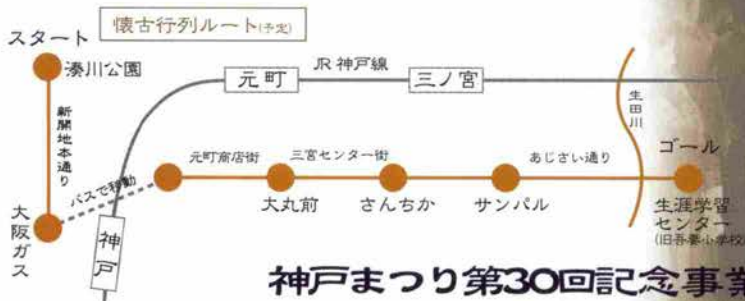 懐古行列ルート(予定)
スタート
湊川公園
新開地本通り
大阪ガス
バスで移動
神戸
元町
JR 神戸線
三ノ宮
生田川
元町商店街
三宮センター街
あじさい通り
大丸前
さんちか
サンパル
ゴール
生涯学習
センター
(旧吾妻小学校)
神戸まつり第30回記念事業